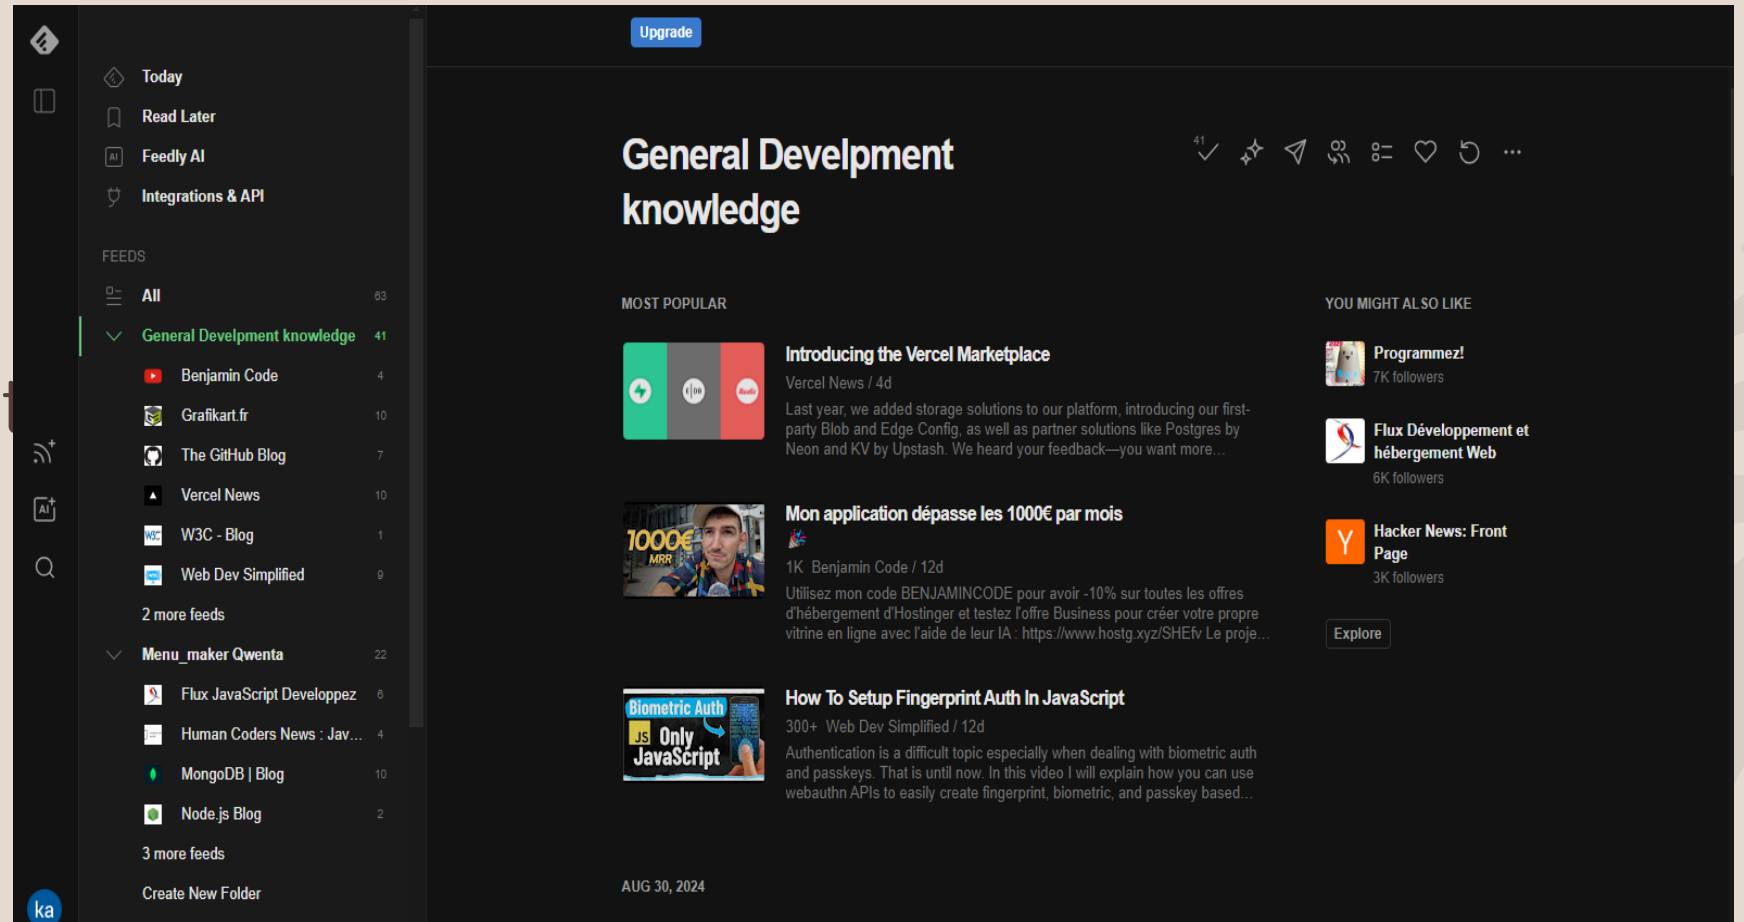 Upgrade
Today
Read Later
AI
Feedly AI
Integrations & API
FEEDS
All 63
General Develpment knowledge 41
Benjamin Code 4
Grafikart.fr 10
The GitHub Blog 7
Vercel News 10
W3C - Blog 1
Web Dev Simplified 9
2 more feeds
Menu_maker Qwenta 22
Flux JavaScript Developpez 6
Human Coders News : Jav... 4
MongoDB | Blog 10
Node.js Blog 2
3 more feeds
Create New Folder
AI
ka
General Develpment
knowledge
41
MOST POPULAR
Introducing the Vercel Marketplace
Vercel News / 4d
Last year, we added storage solutions to our platform, introducing our first-
party Blob and Edge Config, as well as partner solutions like Postgres by
Neon and KV by Upstash. We heard your feedback—you want more...
1000€
MRR
Mon application dépasse les 1000€ par mois
🎉
1K Benjamin Code / 12d
Utilisez mon code BENJAMINCODE pour avoir -10% sur toutes les offres
d'hébergement d'Hostinger et testez l'offre Business pour créer votre propre
vitrine en ligne avec l'aide de leur IA : https://www.hostg.xyz/SHEfv Le proje...
Biometric Auth
JS Only
JavaScript
How To Setup Fingerprint Auth In JavaScript
300+ Web Dev Simplified / 12d
Authentication is a difficult topic especially when dealing with biometric auth
and passkeys. That is until now. In this video I will explain how you can use
webauthn APIs to easily create fingerprint, biometric, and passkey based...
AUG 30, 2024
YOU MIGHT ALSO LIKE
Programmez!
7K followers
Flux Développement et
hébergement Web
6K followers
Y
Hacker News: Front
Page
3K followers
Explore